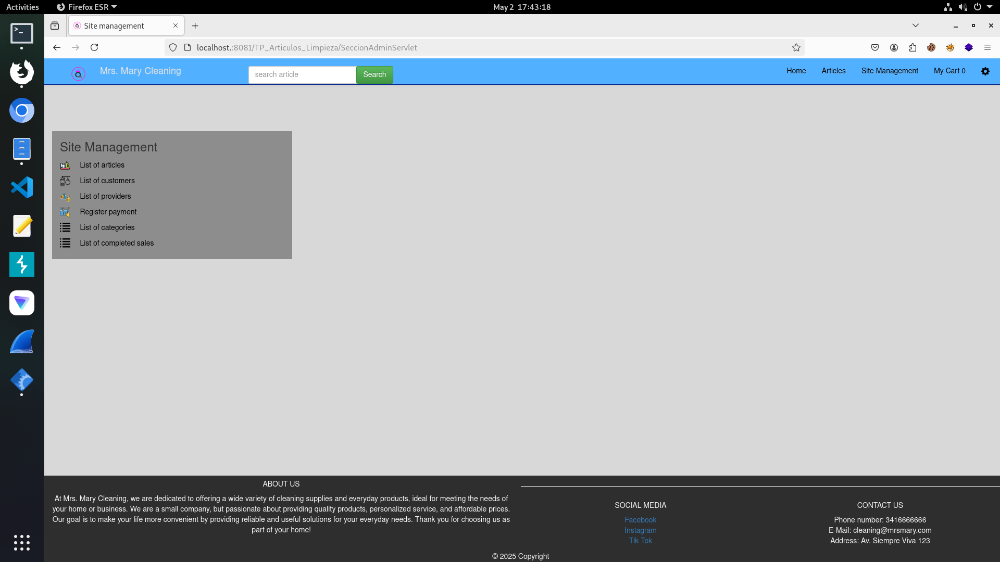 Activities
Firefox ESR
May 2 17:43:18
Site management
localhost.:8081/TP_Articulos_Limpieza/SeccionAdminServlet
Mrs. Mary Cleaning
search article
Search
Home
Articles
Site Management
My Cart 0
Site Management
List of articles
List of customers
List of providers
Register payment
List of categories
List of completed sales
ABOUT US
At Mrs. Mary Cleaning, we are dedicated to offering a wide variety of cleaning supplies and everyday products, ideal for meeting the needs of
your home or business. We are a small company, but passionate about providing quality products, personalized service, and affordable prices.
Our goal is to make your life more convenient by providing reliable and useful solutions for your everyday needs. Thank you for choosing us as
part of your home!
SOCIAL MEDIA
Facebook
Instagram
Tik Tok
CONTACT US
Phone number: 3416666666
E-Mail: cleaning@mrsmary.com
Address: Av. Siempre Viva 123
© 2025 Copyright